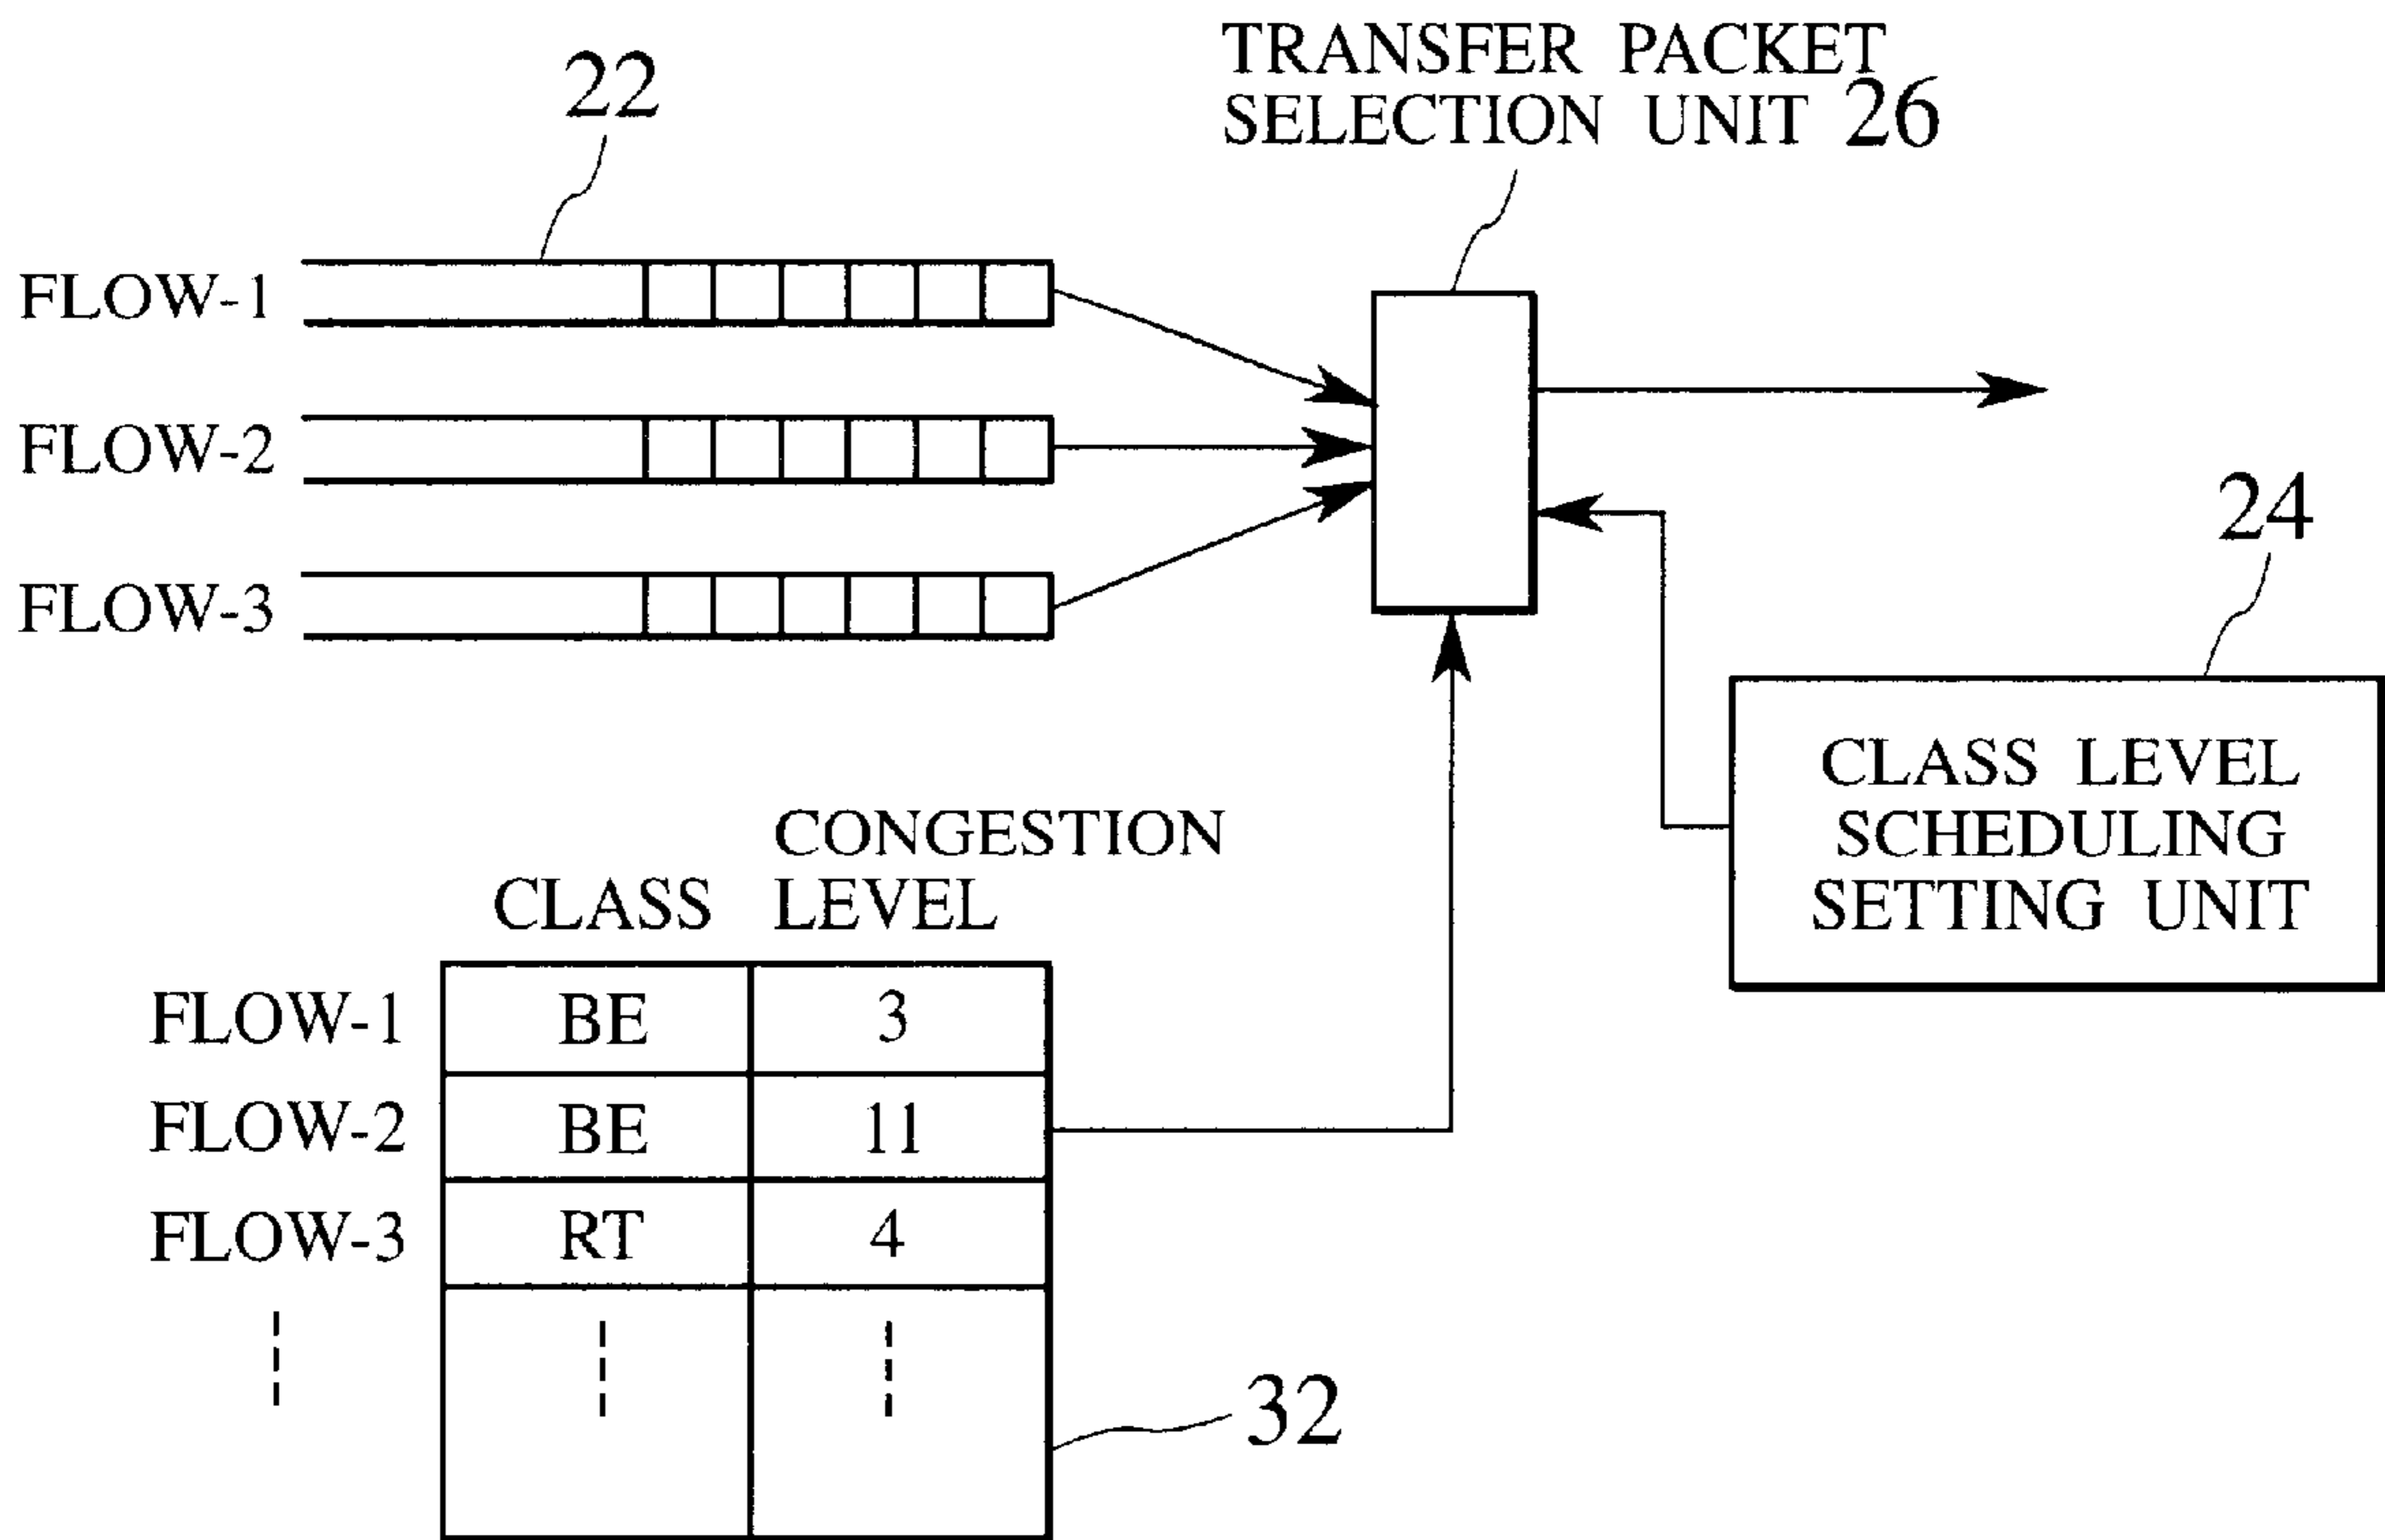 TRANSFER PACKET
SELECTION UNIT 26
22
FLOW-1
FLOW-2
FLOW-3
24
CLASS LEVEL
SCHEDULING
SETTING UNIT
CONGESTION
CLASS LEVEL
FLOW-1 BE 3
FLOW-2 BE 11
FLOW-3 RT 4
32